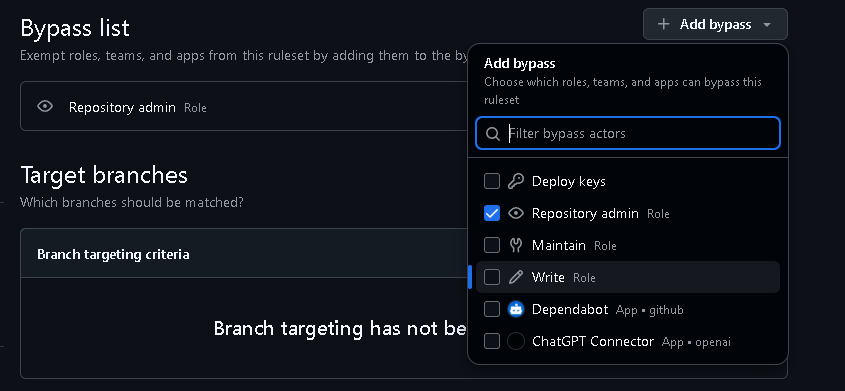 Bypass list
Add bypass
Exempt roles, teams, and apps from this ruleset by adding them to the by
Add bypass
Choose which roles, teams, and apps can bypass this
ruleset
Filter bypass actors
Repository admin Role
Deploy keys
Repository admin Role
Maintain Role
Write Role
Dependabot App • github
ChatGPT Connector App • openai
Target branches
Which branches should be matched?
Branch targeting criteria
Branch targeting has not be